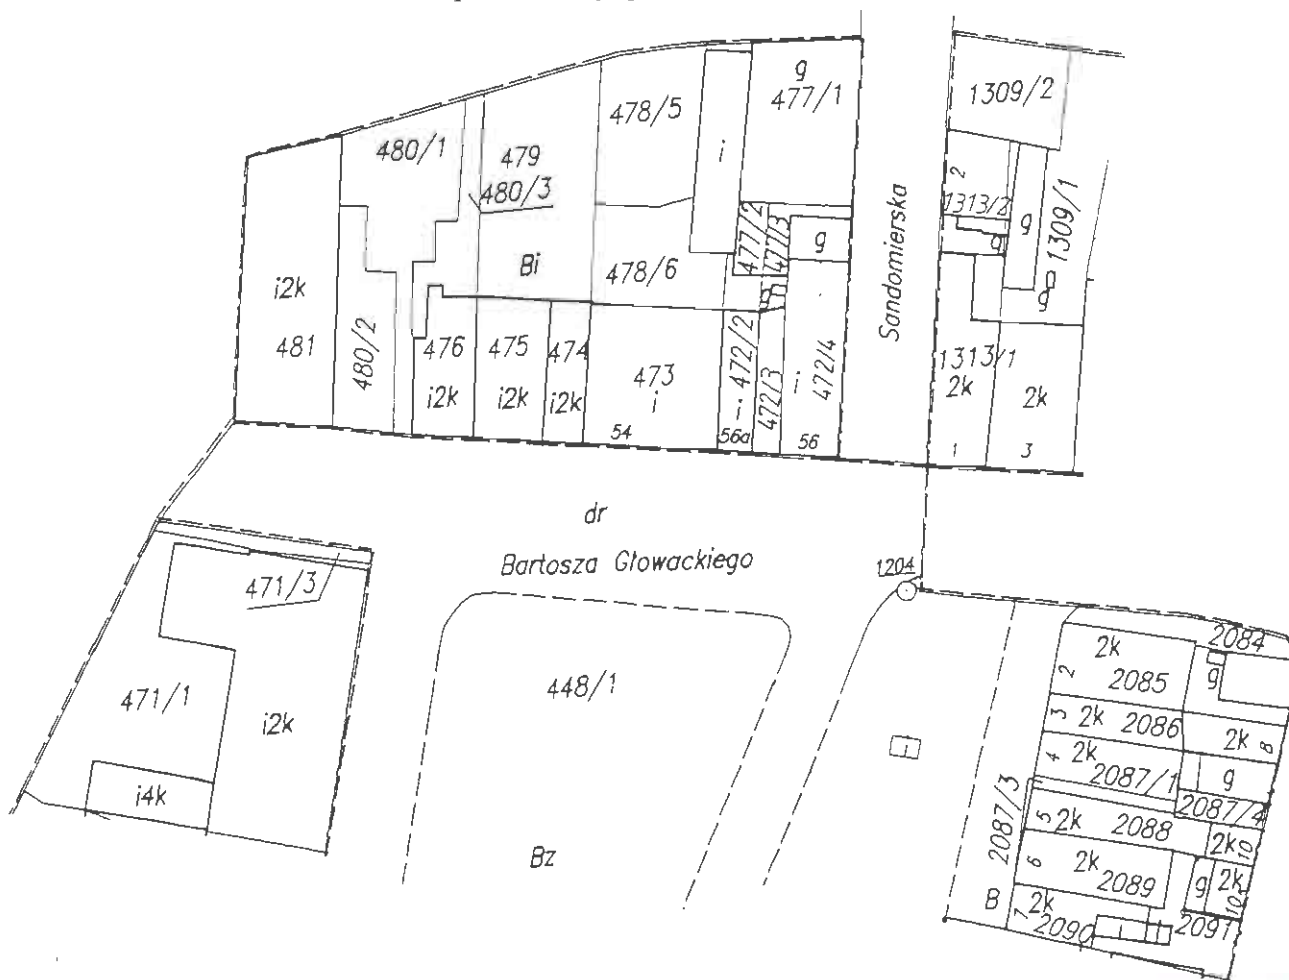 g
477/1
478/5
1309/2
480/1
479
480/3
i
2
1313/2
g
g
1309/1
g
477/2
477/3
g
Sandomierska
i2k
481
Bi
478/6
g
480/2
476
i2k
475
i2k
474
i2k
473
i
54
472/2
i
56a
472/3
i
472/4
56
1313/1
2k
1
2k
3
dr
Bartosza Głowackiego
1204
471/3
471/1
i2k
i4k
448/1
Bz
i
2084
2k
2
2085
g
3
2k
2086
2k
8
4
2k
2087/1
g
2087/3
2087/4
5
2k
2088
2k
10
6
2k
2089
g
2k
B
7
2k
2090
i
i
2091